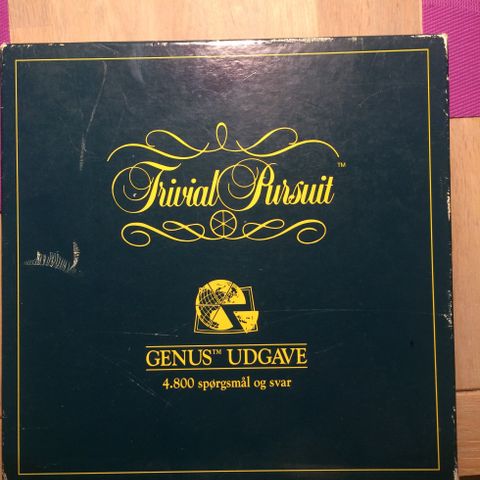 Trivial Pursuit™
GENUS™ UDGAVE
4.800 spørgsmål og svar